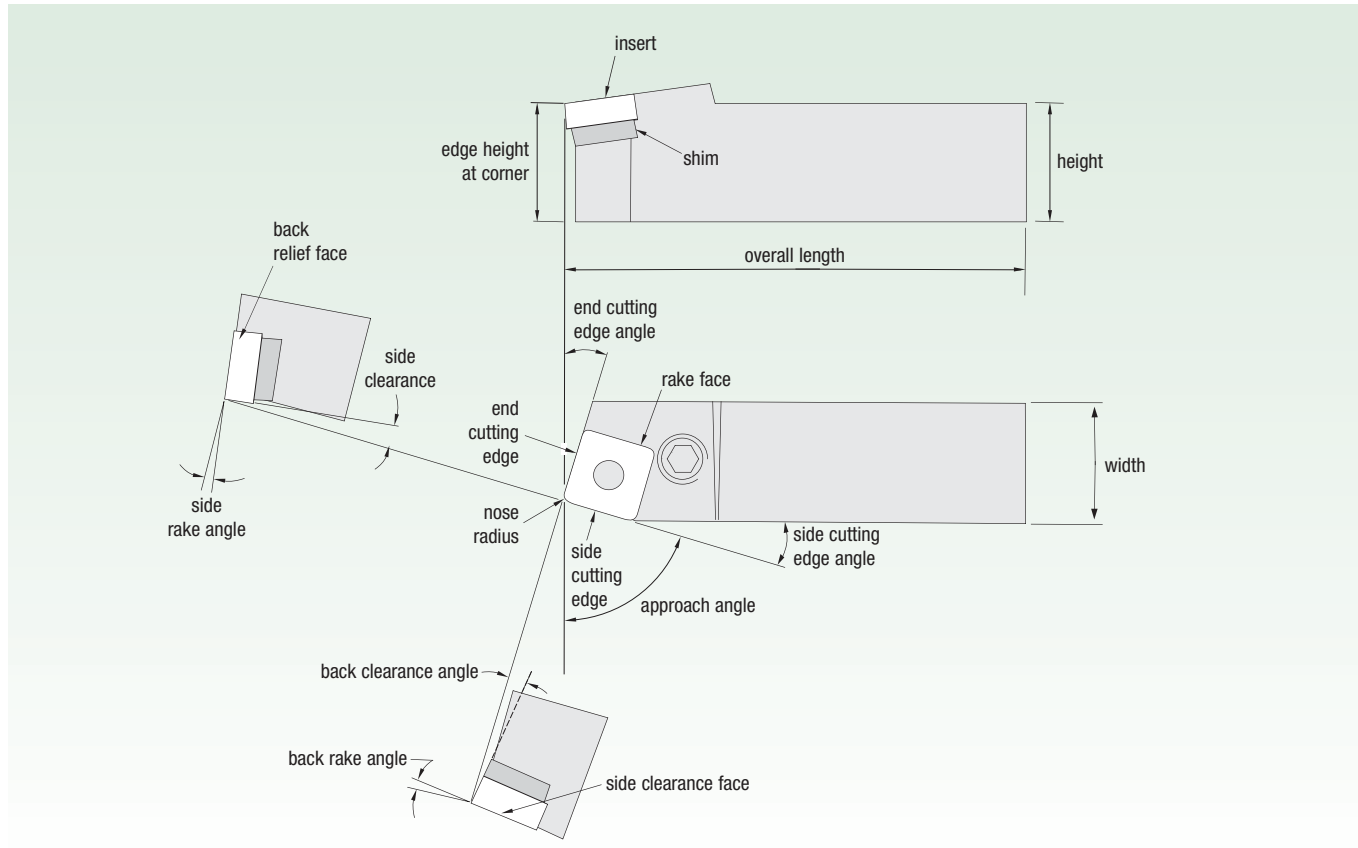 insert
edge height
at corner
shim
height
back
relief face
overall length
end cutting
edge angle
side
clearance
rake face
end
cutting
edge
width
side
rake angle
nose
radius
side
cutting
edge
side cutting
edge angle
approach angle
back clearance angle
back rake angle
side clearance face